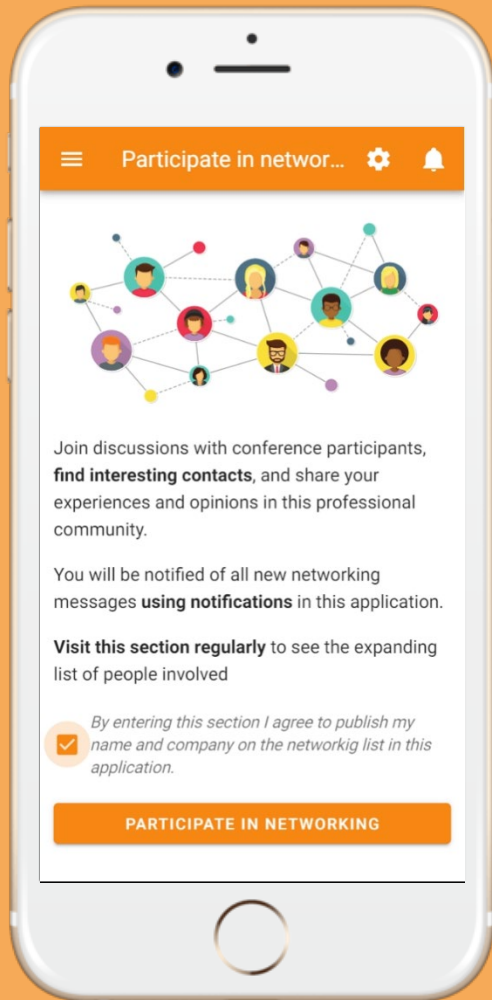 Participate in networ...
Join discussions with conference participants,
find interesting contacts, and share your
experiences and opinions in this professional
community.
You will be notified of all new networking
messages using notifications in this application.
Visit this section regularly to see the expanding
list of people involved
By entering this section I agree to publish my
name and company on the networkig list in this
application.
PARTICIPATE IN NETWORKING